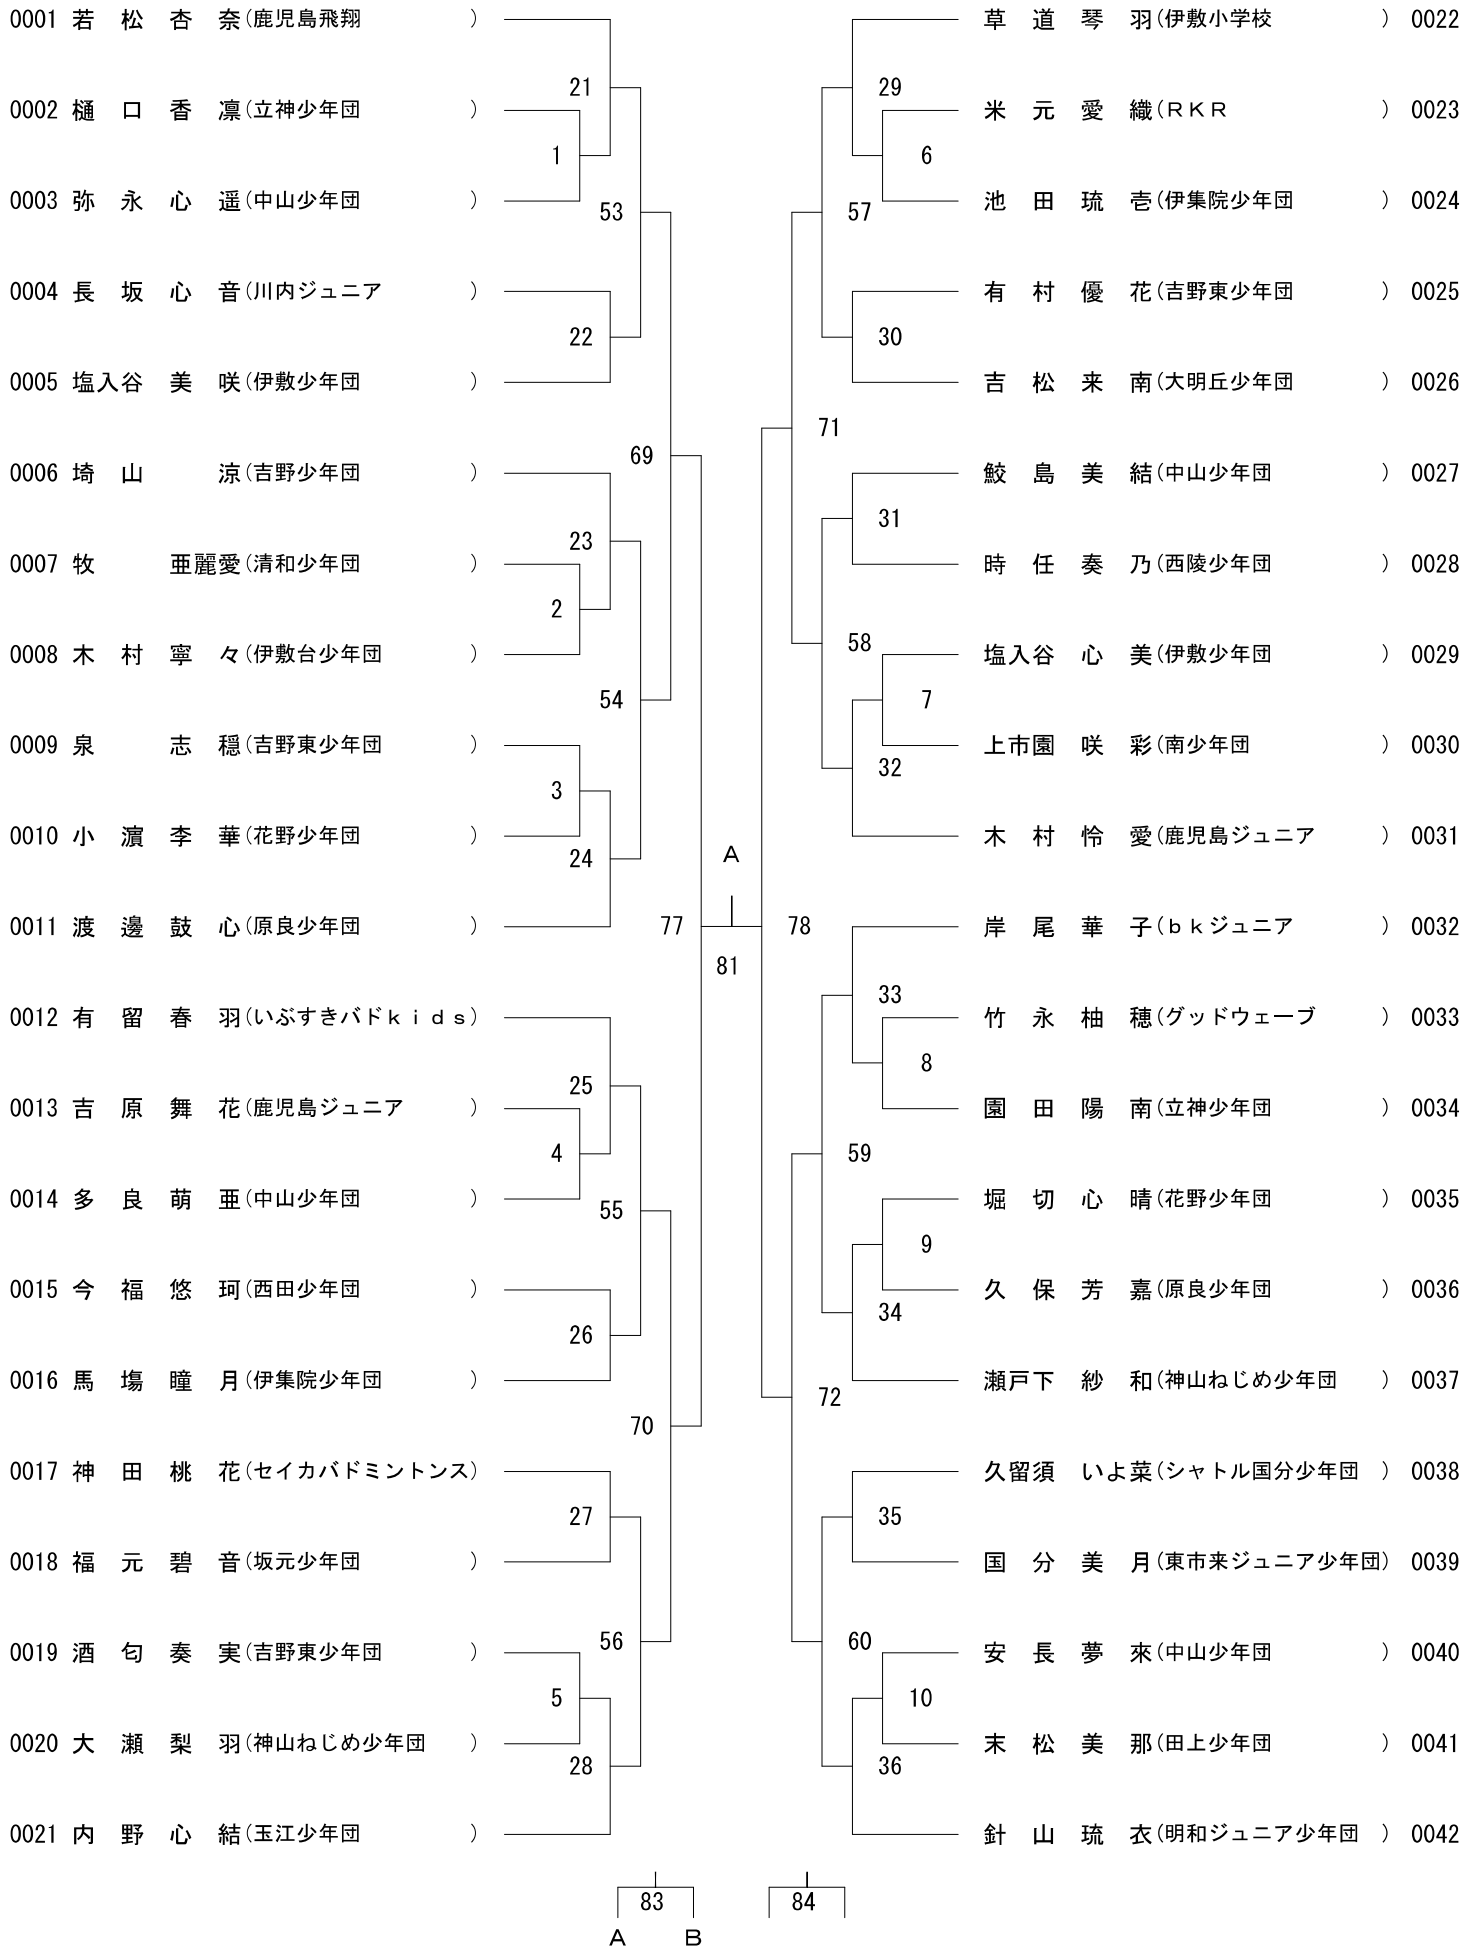 0001 若 松 杏 奈(鹿児島飛翔 )
21
0002 樋 口 香 凛(立神少年団 )
1
0003 弥 永 心 遥(中山少年団 )
53
0004 長 坂 心 音(川内ジュニア )
22
0005 塩入谷 美 咲(伊敷少年団 )
69
0006 埼 山 涼(吉野少年団 )
23
0007 牧 亜麗愛(清和少年団 )
2
0008 木 村 寧 々(伊敷台少年団 )
54
0009 泉 志 穏(吉野東少年団 )
3
0010 小 濵 李 華(花野少年団 )
24
0011 渡 邊 鼓 心(原良少年団 )
77
0012 有 留 春 羽(いぶすきバドkids)
25
0013 吉 原 舞 花(鹿児島ジュニア )
4
0014 多 良 萌 亜(中山少年団 )
55
0015 今 福 悠 珂(西田少年団 )
26
0016 馬 塲 瞳 月(伊集院少年団 )
70
0017 神 田 桃 花(セイカバドミントンス)
27
0018 福 元 碧 音(坂元少年団 )
56
0019 酒 匂 奏 実(吉野東少年団 )
5
0020 大 瀬 梨 羽(神山ねじめ少年団 )
28
0021 内 野 心 結(玉江少年団 )
A
81
草 道 琴 羽(伊敷小学校 ) 0022
29
米 元 愛 織(RKR ) 0023
6
池 田 琉 壱(伊集院少年団 ) 0024
57
有 村 優 花(吉野東少年団 ) 0025
30
吉 松 来 南(大明丘少年団 ) 0026
71
鮫 島 美 結(中山少年団 ) 0027
31
時 任 奏 乃(西陵少年団 ) 0028
58
塩入谷 心 美(伊敷少年団 ) 0029
7
上市園 咲 彩(南少年団 ) 0030
32
木 村 怜 愛(鹿児島ジュニア ) 0031
78
岸 尾 華 子(bkジュニア ) 0032
33
竹 永 柚 穂(グッドウェーブ ) 0033
8
園 田 陽 南(立神少年団 ) 0034
59
堀 切 心 晴(花野少年団 ) 0035
9
久 保 芳 嘉(原良少年団 ) 0036
34
瀬戸下 紗 和(神山ねじめ少年団 ) 0037
72
久留須 いよ菜(シャトル国分少年団 ) 0038
35
国 分 美 月(東市来ジュニア少年団) 0039
60
安 長 夢 來(中山少年団 ) 0040
10
末 松 美 那(田上少年団 ) 0041
36
針 山 琉 衣(明和ジュニア少年団 ) 0042
83 84
A B